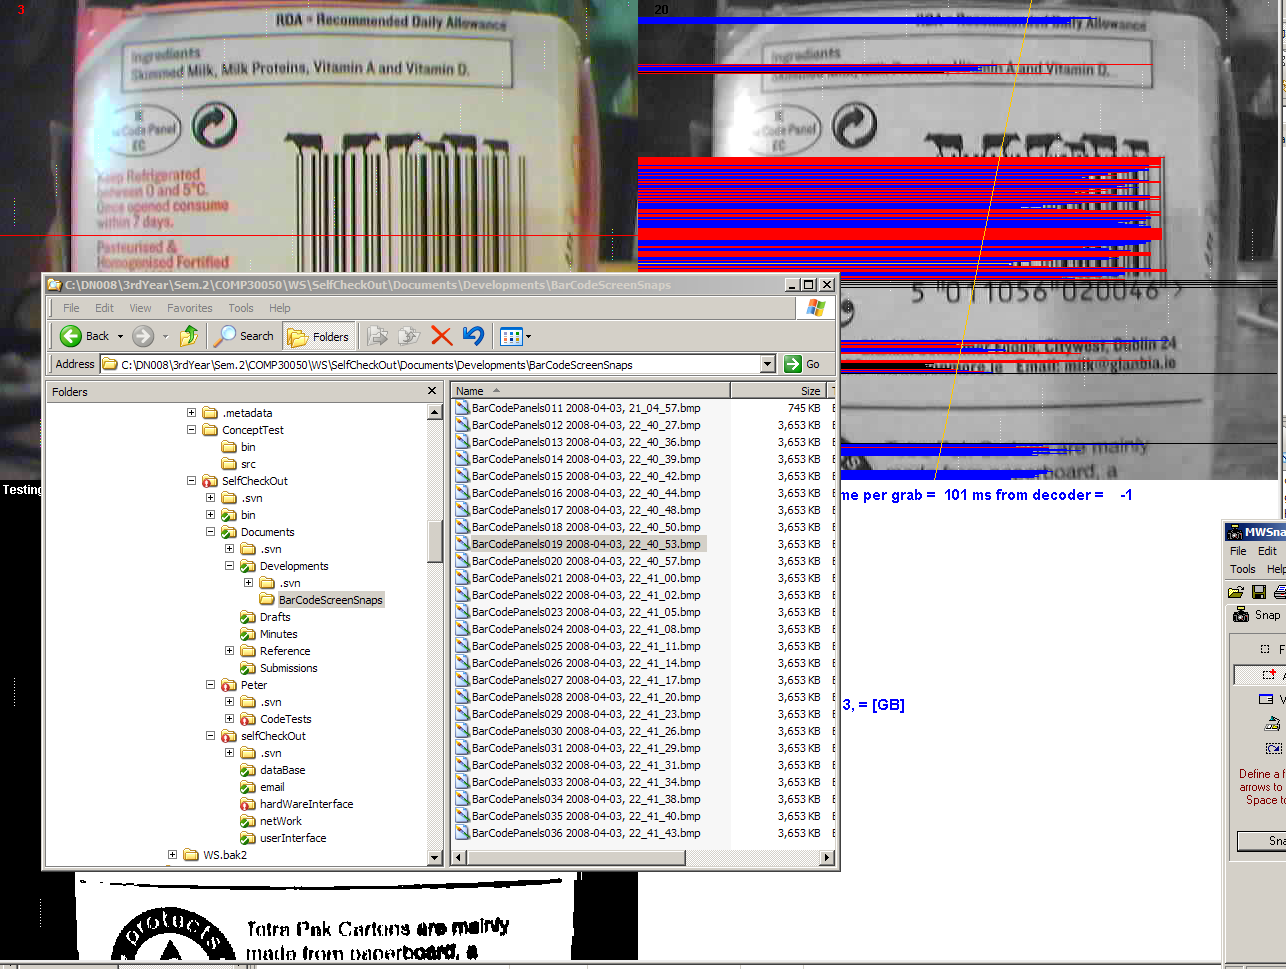 3
RDA = Recommended Daily Allowance
Ingredients
Skimmed Milk, Milk Proteins, Vitamin A and Vitamin D.
Code Panel
EC
Keep Refrigerated
between 0 and 5°C.
Once opened consume
within 7 days.
Pasteurised &
Homogenised Fortified
20
RDA = Recommended Daily Allowance
Ingredients
Skimmed Milk,
Vitamin A and Vitamin D.
Code Panel
EC
5 011056 020046 >
Foods, Citywest, Dublin 24
Email: milk@glanbia.ie
are mainly
made from paperboard, a
Testing
me per grab = 101 ms from decoder = -1
3, = [GB]
C:\DN008\3rdYear\Sem.2\COMP30050\WS\SelfCheckOut\Documents\Developments\BarCodeScreenSnaps
File Edit View Favorites Tools Help
Back Search Folders
Address C:\DN008\3rdYear\Sem.2\COMP30050\WS\SelfCheckOut\Documents\Developments\BarCodeScreenSnaps Go
Folders
.metadata
ConceptTest
bin
src
SelfCheckOut
.svn
bin
Documents
.svn
Developments
.svn
BarCodeScreenSnaps
Drafts
Minutes
Reference
Submissions
Peter
.svn
CodeTests
selfCheckOut
.svn
dataBase
email
hardWareInterface
netWork
userInterface
WS.bak2
Name Size
BarCodePanels011 2008-04-03, 21_04_57.bmp 745 KB
BarCodePanels012 2008-04-03, 22_40_27.bmp 3,653 KB
BarCodePanels013 2008-04-03, 22_40_36.bmp 3,653 KB
BarCodePanels014 2008-04-03, 22_40_39.bmp 3,653 KB
BarCodePanels015 2008-04-03, 22_40_42.bmp 3,653 KB
BarCodePanels016 2008-04-03, 22_40_44.bmp 3,653 KB
BarCodePanels017 2008-04-03, 22_40_48.bmp 3,653 KB
BarCodePanels018 2008-04-03, 22_40_50.bmp 3,653 KB
BarCodePanels019 2008-04-03, 22_40_53.bmp 3,653 KB
BarCodePanels020 2008-04-03, 22_40_57.bmp 3,653 KB
BarCodePanels021 2008-04-03, 22_41_00.bmp 3,653 KB
BarCodePanels022 2008-04-03, 22_41_02.bmp 3,653 KB
BarCodePanels023 2008-04-03, 22_41_05.bmp 3,653 KB
BarCodePanels024 2008-04-03, 22_41_08.bmp 3,653 KB
BarCodePanels025 2008-04-03, 22_41_11.bmp 3,653 KB
BarCodePanels026 2008-04-03, 22_41_14.bmp 3,653 KB
BarCodePanels027 2008-04-03, 22_41_17.bmp 3,653 KB
BarCodePanels028 2008-04-03, 22_41_20.bmp 3,653 KB
BarCodePanels029 2008-04-03, 22_41_23.bmp 3,653 KB
BarCodePanels030 2008-04-03, 22_41_26.bmp 3,653 KB
BarCodePanels031 2008-04-03, 22_41_29.bmp 3,653 KB
BarCodePanels032 2008-04-03, 22_41_31.bmp 3,653 KB
BarCodePanels033 2008-04-03, 22_41_34.bmp 3,653 KB
BarCodePanels034 2008-04-03, 22_41_38.bmp 3,653 KB
BarCodePanels035 2008-04-03, 22_41_40.bmp 3,653 KB
BarCodePanels036 2008-04-03, 22_41_43.bmp 3,653 KB
MWSna
File Edit
Tools Help
Snap
Define a f
arrows to
Space to
Sna
protects
Tetra Pak Cartons are mainly
made from paperboard, a